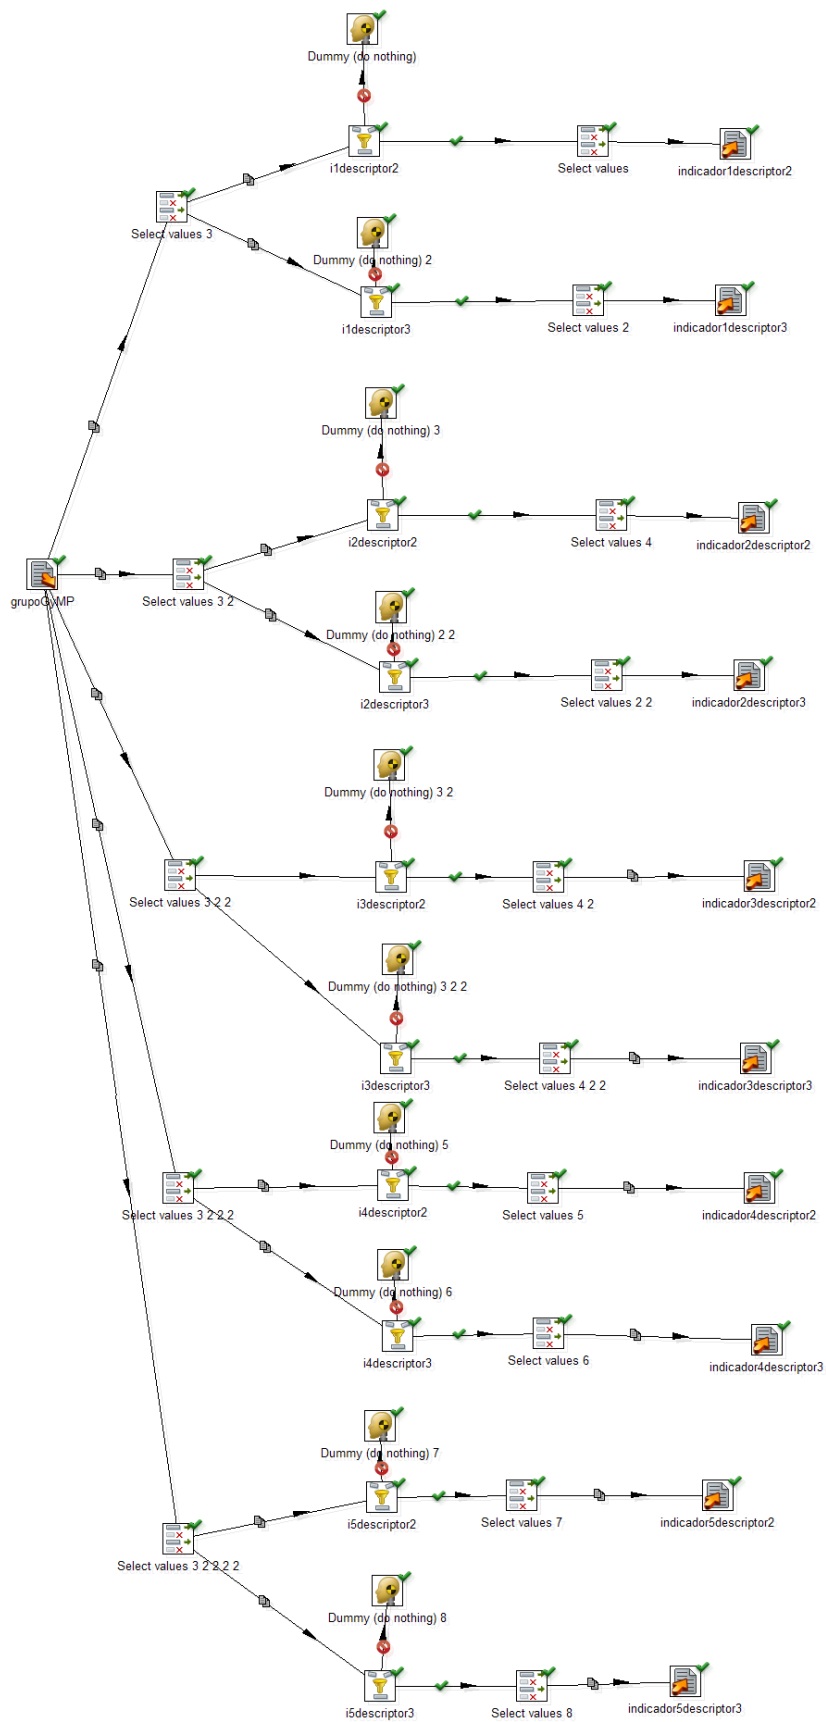 Dummy (do nothing)
i1descriptor2
Select values
indicador1descriptor2
Select values 3
Dummy (do nothing) 2
i1descriptor3
Select values 2
indicador1descriptor3
Dummy (do nothing) 3
i2descriptor2
Select values 4
indicador2descriptor2
grupoGyMP
Select values 3 2
Dummy (do nothing) 2 2
i2descriptor3
Select values 2 2
indicador2descriptor3
Dummy (do nothing) 3 2
Select values 3 2 2
i3descriptor2
Select values 4 2
indicador3descriptor2
Dummy (do nothing) 3 2 2
i3descriptor3
Select values 4 2 2
indicador3descriptor3
Dummy (do nothing) 5
Select values 3 2 2 2
i4descriptor2
Select values 5
indicador4descriptor2
Dummy (do nothing) 6
i4descriptor3
Select values 6
indicador4descriptor3
Dummy (do nothing) 7
i5descriptor2
Select values 7
indicador5descriptor2
Select values 3 2 2 2 2
Dummy (do nothing) 8
i5descriptor3
Select values 8
indicador5descriptor3